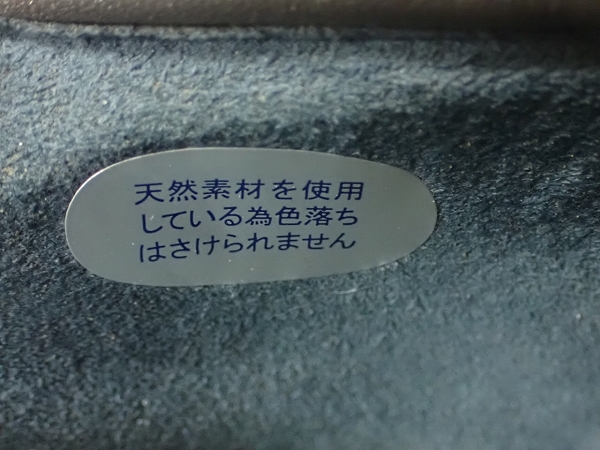 天然素材を使用
している為色落ち
はさけられません